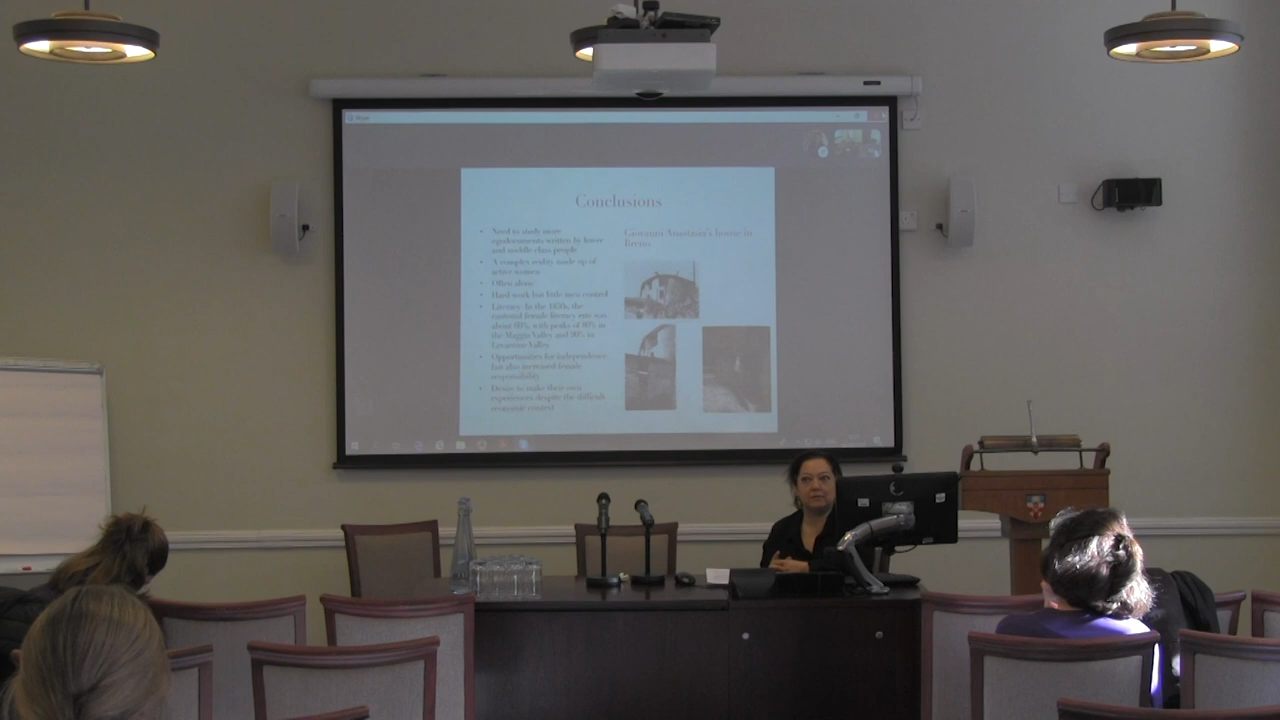 Conclusions
Need to study more
egodocuments written by lower
and middle class people
A complex reality made up of
active women
Often alone
Hard work but little men control
Literacy: In the 1850s, the
cantonal female literacy rate was
about 60%, with peaks of 80% in
the Maggia Valley and 90% in
Levantine Valley
Opportunities for independence
but also increased female
responsibility
Desire to make their own
experiences despite the difficult
economic context
Giovanni Anastasia's house in
Breno